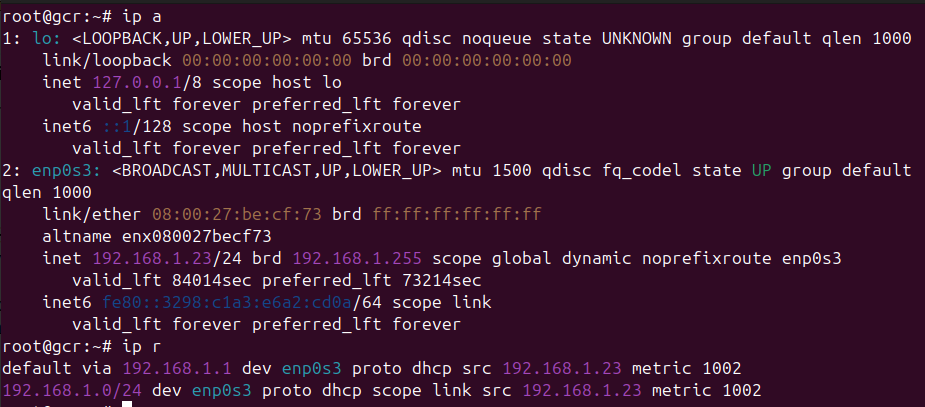 root@gcr:~# ip a
1: lo: <LOOPBACK,UP,LOWER_UP> mtu 65536 qdisc noqueue state UNKNOWN group default qlen 1000
    link/loopback 00:00:00:00:00:00 brd 00:00:00:00:00:00
    inet 127.0.0.1/8 scope host lo
       valid_lft forever preferred_lft forever
    inet6 ::1/128 scope host noprefixroute
       valid_lft forever preferred_lft forever
2: enp0s3: <BROADCAST,MULTICAST,UP,LOWER_UP> mtu 1500 qdisc fq_codel state UP group default
qlen 1000
    link/ether 08:00:27:be:cf:73 brd ff:ff:ff:ff:ff:ff
    altname enx080027becf73
    inet 192.168.1.23/24 brd 192.168.1.255 scope global dynamic noprefixroute enp0s3
       valid_lft 84014sec preferred_lft 73214sec
    inet6 fe80::3298:c1a3:e6a2:cd0a/64 scope link
       valid_lft forever preferred_lft forever
root@gcr:~# ip r
default via 192.168.1.1 dev enp0s3 proto dhcp src 192.168.1.23 metric 1002
192.168.1.0/24 dev enp0s3 proto dhcp scope link src 192.168.1.23 metric 1002